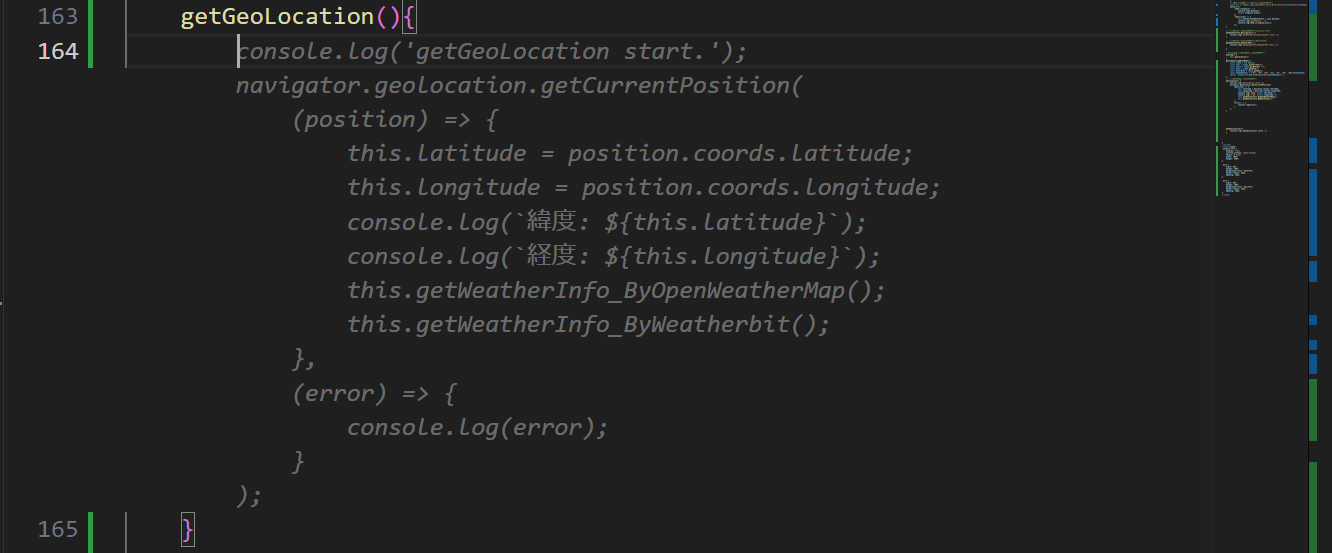 163 getGeoLocation(){
164 console.log('getGeoLocation start.');
navigator.geolocation.getCurrentPosition(
(position) => {
this.latitude = position.coords.latitude;
this.longitude = position.coords.longitude;
console.log(`緯度: ${this.latitude}`);
console.log(`経度: ${this.longitude}`);
this.getWeatherInfo_ByOpenWeatherMap();
this.getWeatherInfo_ByWeatherbit();
},
(error) => {
console.log(error);
}
);
165 }